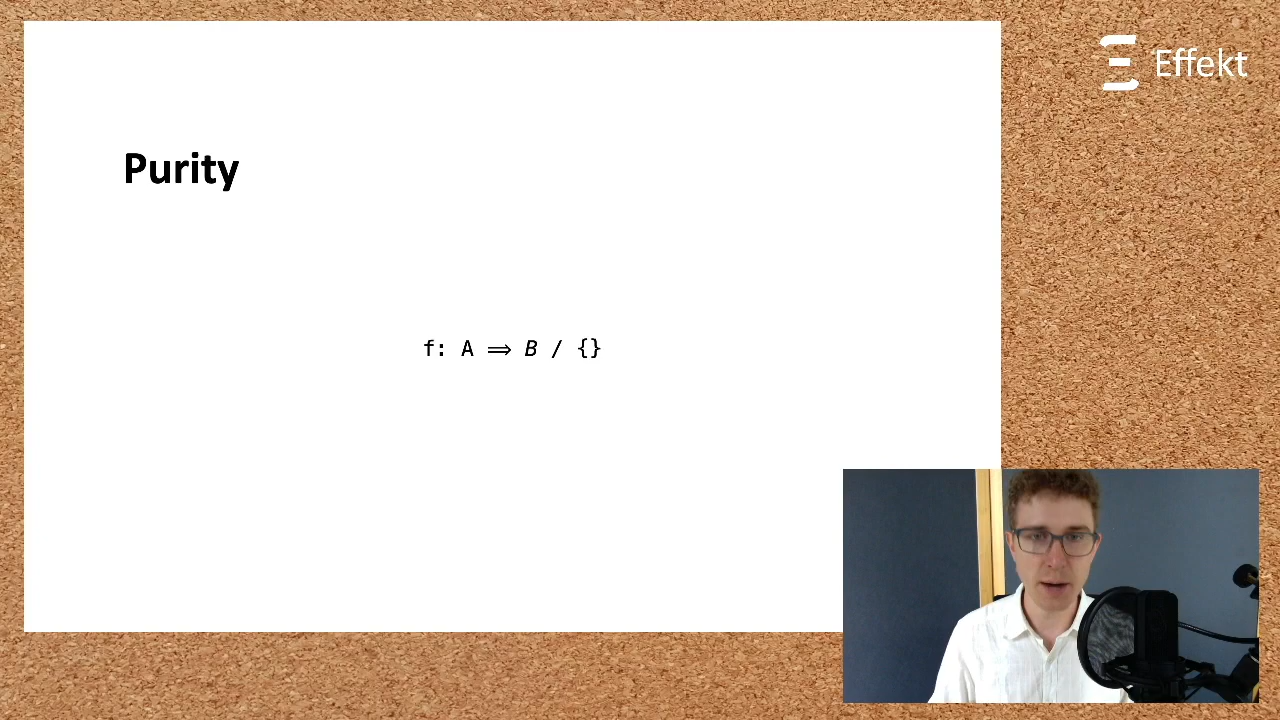 Effekt
Purity
f: A ⟹ B / {}